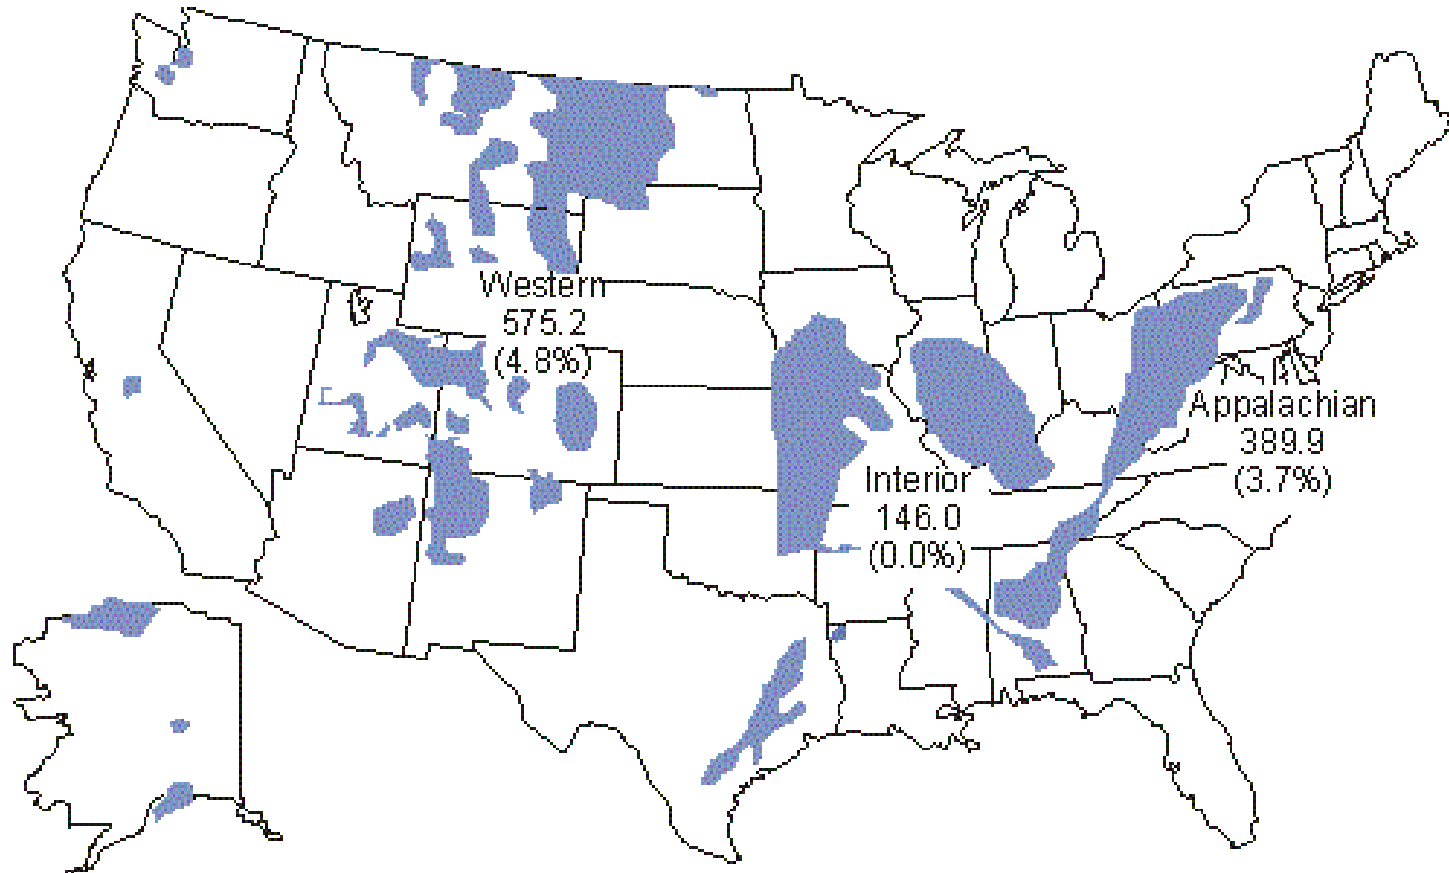 Western
575.2
(4.8%)
Appalachian
389.9
(3.7%)
Interior
146.0
(0.0%)